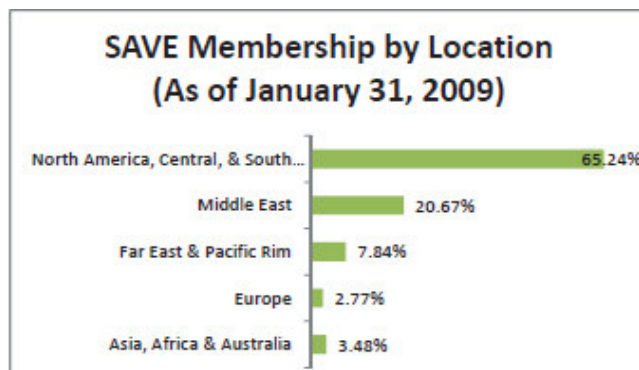 SAVE Membership by Location
(As of January 31, 2009)
North America, Central, & South... 65.24%
Middle East 20.67%
Far East & Pacific Rim 7.84%
Europe 2.77%
Asia, Africa & Australia 3.48%